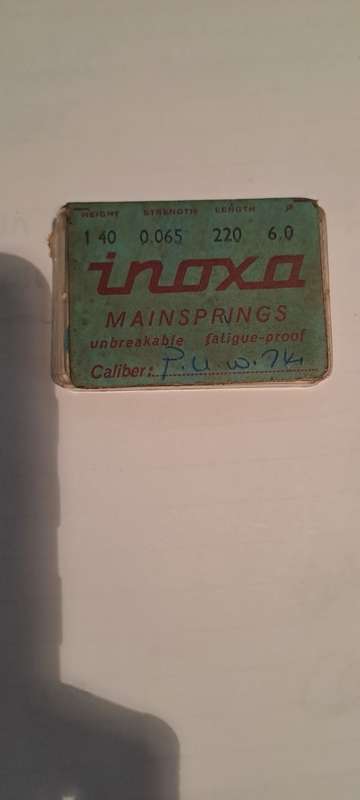 HEIGHT STRENGTH LENGTH Ø
1 40 0.065 220 6.0
inoxa
MAINSPRINGS
unbreakable fatigue-proof
Caliber: P.U.W. 74